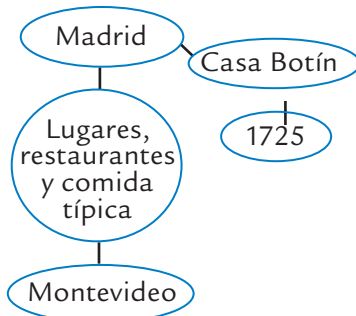 Madrid
Casa Botín
1725
Lugares,
restaurantes
y comida
típica
Montevideo